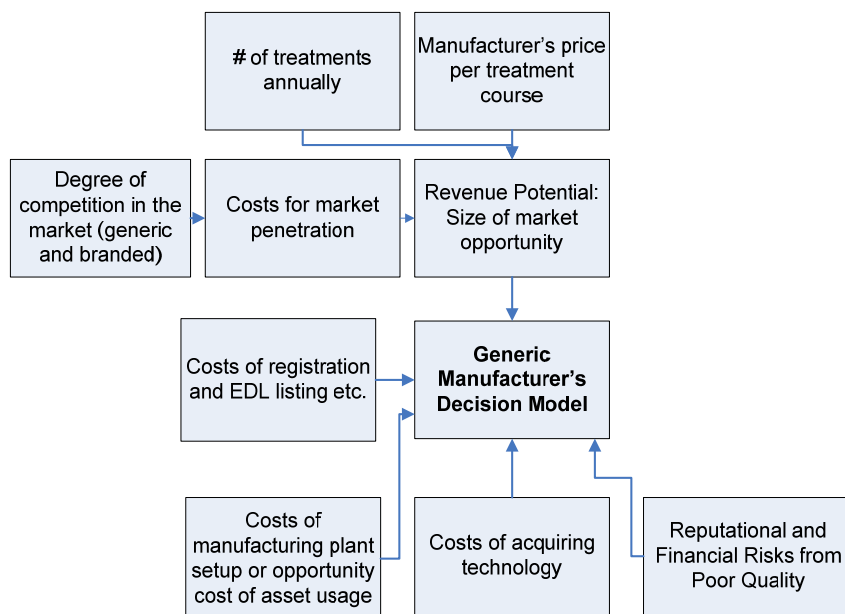 # of treatments
annually
Manufacturer's price
per treatment
course
Degree of
competition in the
market (generic
and branded)
Costs for market
penetration
Revenue Potential:
Size of market
opportunity
Costs of registration
and EDL listing etc.
Generic
Manufacturer's
Decision Model
Costs of
manufacturing plant
setup or opportunity
cost of asset usage
Costs of acquiring
technology
Reputational and
Financial Risks from
Poor Quality